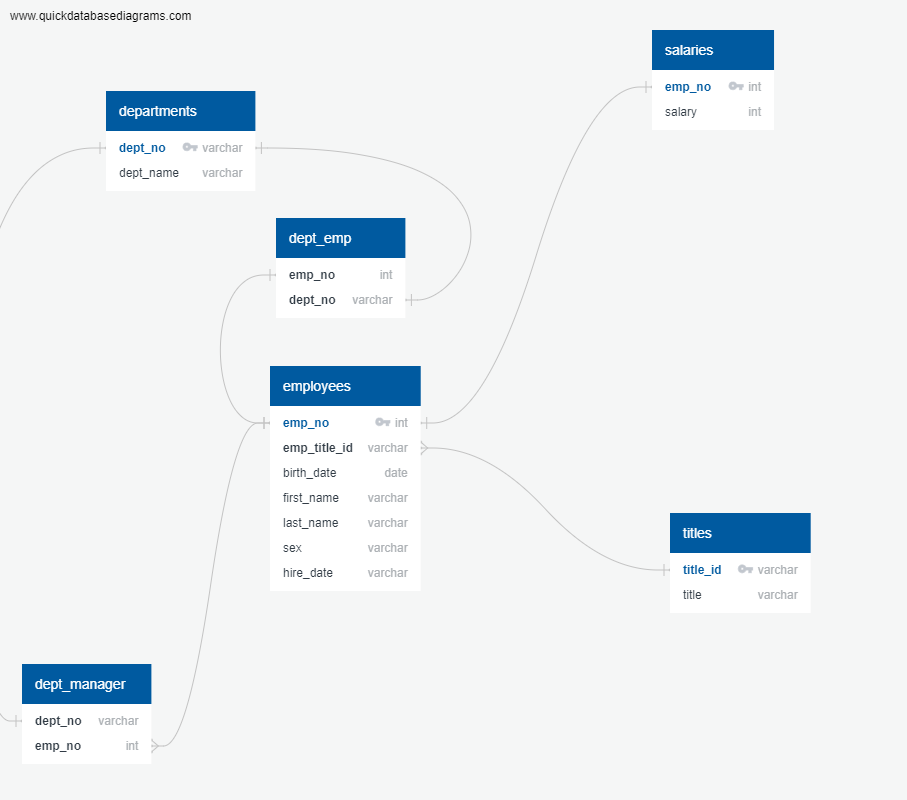 www.quickdatabasediagrams.com
salaries
emp_no int
salary int
departments
dept_no varchar
dept_name varchar
dept_emp
emp_no int
dept_no varchar
employees
emp_no int
emp_title_id varchar
birth_date date
first_name varchar
last_name varchar
sex varchar
hire_date varchar
titles
title_id varchar
title varchar
dept_manager
dept_no varchar
emp_no int